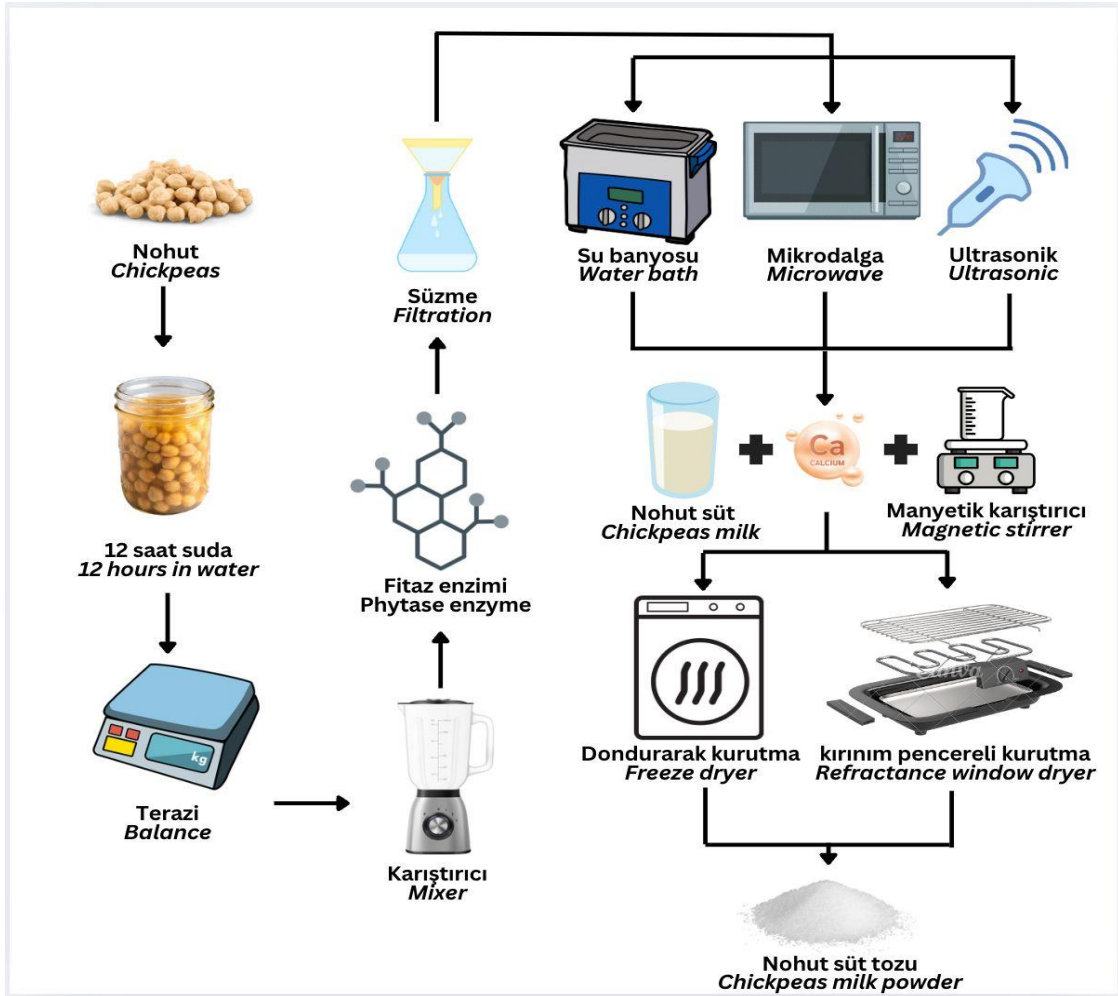 Nohut
Chickpeas
12 saat suda
12 hours in water
kg
Terazi
Balance
Karıştırıcı
Mixer
Fitaz enzimi
Phytase enzyme
Süzme
Filtration
Su banyosu
Water bath
Mikrodalga
Microwave
Ultrasonik
Ultrasonic
Nohut süt
Chickpeas milk
Ca
CALCIUM
Manyetik karıştırıcı
Magnetic stirrer
Dondurarak kurutma
Freeze dryer
Canva
kırınım pencereli kurutma
Refractance window dryer
Nohut süt tozu
Chickpeas milk powder